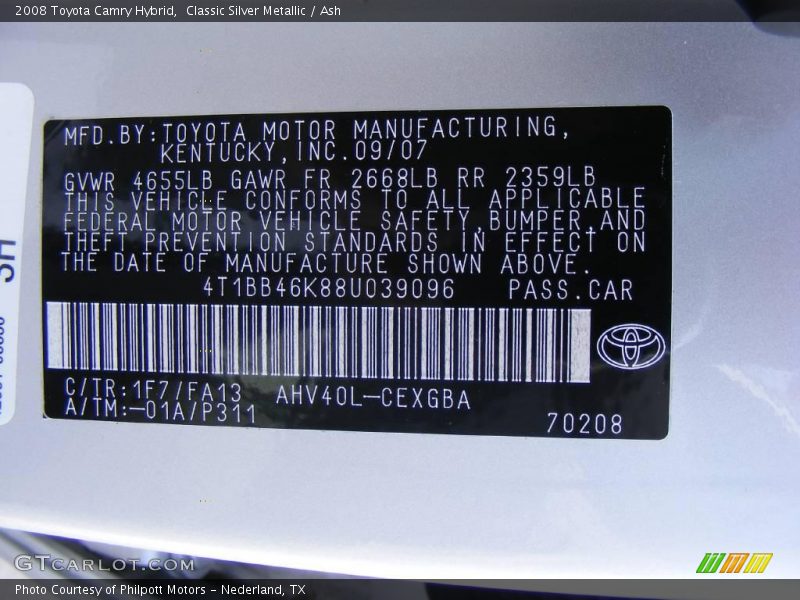 2008 Toyota Camry Hybrid, Classic Silver Metallic / Ash
MFD.BY:TOYOTA MOTOR MANUFACTURING,
KENTUCKY,INC.09/07
GVWR 4655LB GAWR FR 2668LB RR 2359LB
THIS VEHICLE CONFORMS TO ALL APPLICABLE
FEDERAL MOTOR VEHICLE SAFETY,BUMPER,AND
THEFT PREVENTION STANDARDS IN EFFECT ON
THE DATE OF MANUFACTURE SHOWN ABOVE.
4T1BB46K88U039096 PASS.CAR
C/TR:1F7/FA13 AHV40L-CEXGBA
A/TM:-01A/P311
70208
GTCARLOT.COM
Photo Courtesy of Philpott Motors - Nederland, TX